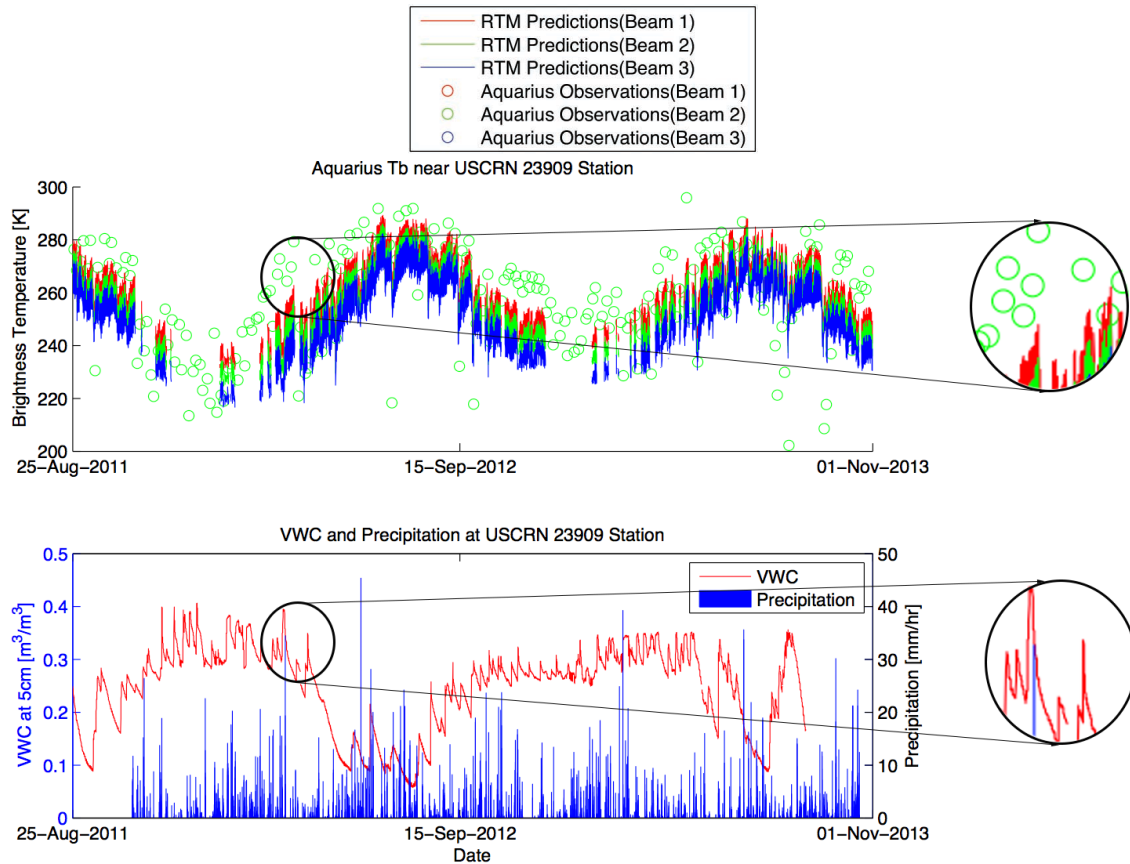 RTM Predictions(Beam 1)
RTM Predictions(Beam 2)
RTM Predictions(Beam 3)
Aquarius Observations(Beam 1)
Aquarius Observations(Beam 2)
Aquarius Observations(Beam 3)
Aquarius Tb near USCRN 23909 Station
Brightness Temperature [K]
300
280
260
240
220
200
25−Aug−2011
15−Sep−2012
01−Nov−2013
VWC and Precipitation at USCRN 23909 Station
VWC at 5cm [m³/m³]
0.5
0.4
0.3
0.2
0.1
0
VWC
Precipitation
50
40
30
20
10
0
Precipitation [mm/hr]
25−Aug−2011
15−Sep−2012
01−Nov−2013
Date